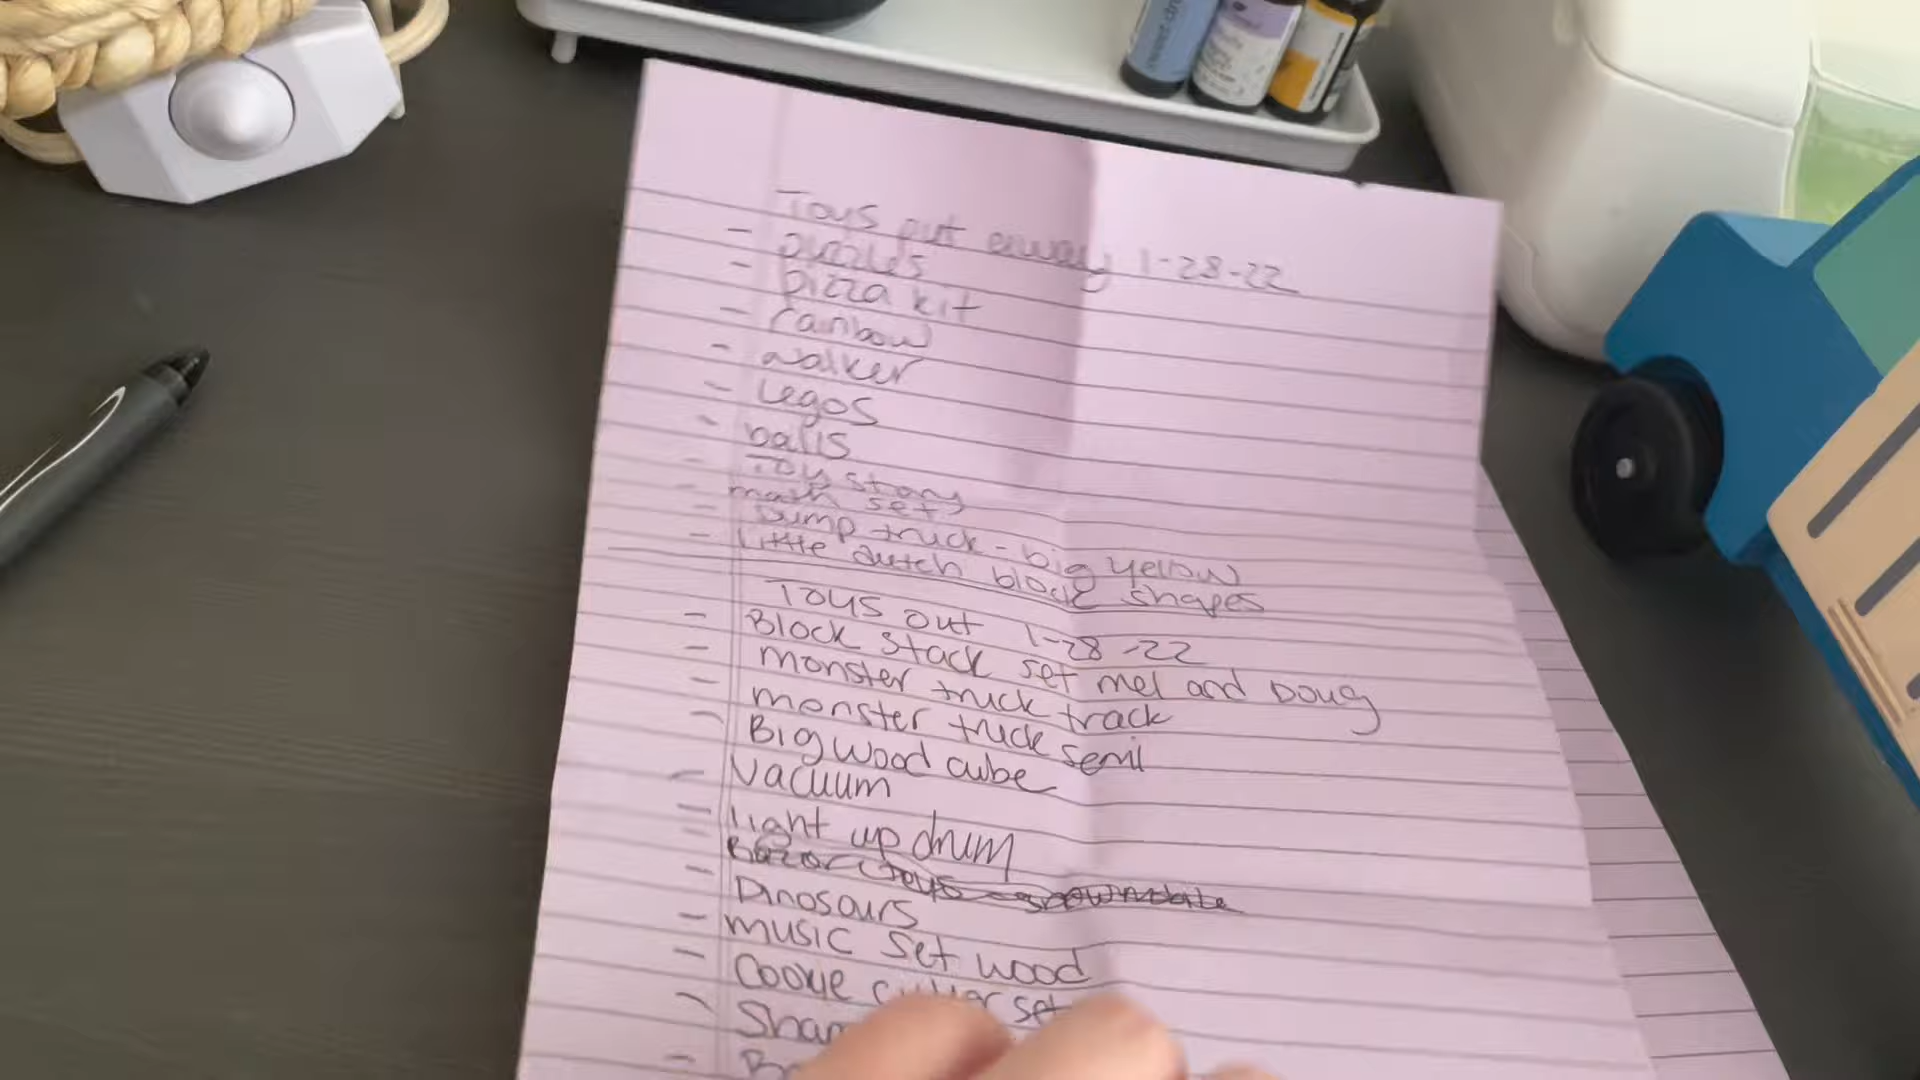 Toys put away 1-28-22
- puzzles
- pizza kit
- rainbow
- walker
- Legos
- balls
- Toy story
- math set
- Dump truck - big yellow
- Little dutch block shapes
Toys out 1-28-22
- Block stack set mel and Doug
- monster truck track
- monster truck semi
- Big wood cube
- Vacuum
- light up drum
- Dinosaurs
- music set wood
- Cookie cutter set